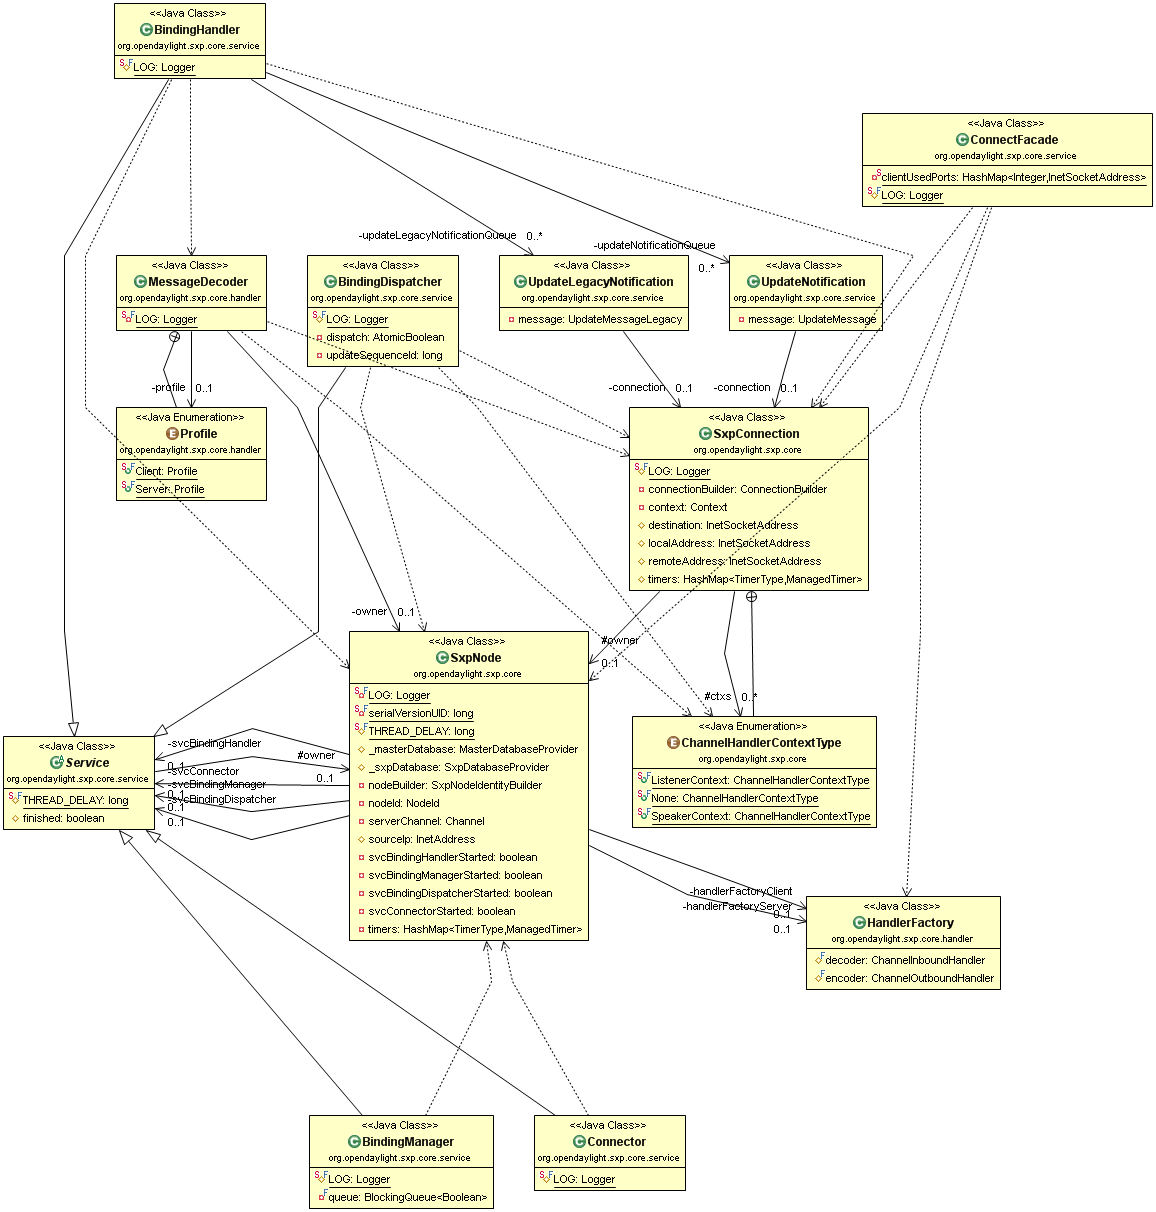 <<Java Class>>
BindingHandler
org.opendaylight.sxp.core.service
LOG: Logger
<<Java Class>>
ConnectFacade
org.opendaylight.sxp.core.service
clientUsedPorts: HashMap<Integer,InetSocketAddress>
LOG: Logger
-updateLegacyNotificationQueue 0..*
-updateNotificationQueue
0..*
<<Java Class>>
MessageDecoder
org.opendaylight.sxp.core.handler
LOG: Logger
<<Java Class>>
BindingDispatcher
org.opendaylight.sxp.core.service
LOG: Logger
dispatch: AtomicBoolean
updateSequenceId: long
<<Java Class>>
UpdateLegacyNotification
org.opendaylight.sxp.core.service
message: UpdateMessageLegacy
<<Java Class>>
UpdateNotification
org.opendaylight.sxp.core.service
message: UpdateMessage
-profile 0..1
-connection 0..1
-connection 0..1
<<Java Enumeration>>
Profile
org.opendaylight.sxp.core.handler
Client: Profile
Server: Profile
<<Java Class>>
SxpConnection
org.opendaylight.sxp.core
LOG: Logger
connectionBuilder: ConnectionBuilder
context: Context
destination: InetSocketAddress
localAddress: InetSocketAddress
remoteAddress: InetSocketAddress
timers: HashMap<TimerType,ManagedTimer>
-owner 0..1
#owner
0..1
#ctxs 0..*
<<Java Class>>
SxpNode
org.opendaylight.sxp.core
LOG: Logger
serialVersionUID: long
THREAD_DELAY: long
_masterDatabase: MasterDatabaseProvider
_sxpDatabase: SxpDatabaseProvider
nodeBuilder: SxpNodeIdentityBuilder
nodeId: NodeId
serverChannel: Channel
sourceIp: InetAddress
svcBindingHandlerStarted: boolean
svcBindingManagerStarted: boolean
svcBindingDispatcherStarted: boolean
svcConnectorStarted: boolean
timers: HashMap<TimerType,ManagedTimer>
<<Java Class>>
Service
org.opendaylight.sxp.core.service
THREAD_DELAY: long
finished: boolean
-svcBindingHandler
0..1
#owner
0..1
-svcConnector
-svcBindingManager
0..1
-svcBindingDispatcher
0..1
0..1
<<Java Enumeration>>
ChannelHandlerContextType
org.opendaylight.sxp.core
ListenerContext: ChannelHandlerContextType
None: ChannelHandlerContextType
SpeakerContext: ChannelHandlerContextType
-handlerFactoryClient
-handlerFactoryServer
0..1
0..1
<<Java Class>>
HandlerFactory
org.opendaylight.sxp.core.handler
decoder: ChannelInboundHandler
encoder: ChannelOutboundHandler
<<Java Class>>
BindingManager
org.opendaylight.sxp.core.service
LOG: Logger
queue: BlockingQueue<Boolean>
<<Java Class>>
Connector
org.opendaylight.sxp.core.service
LOG: Logger